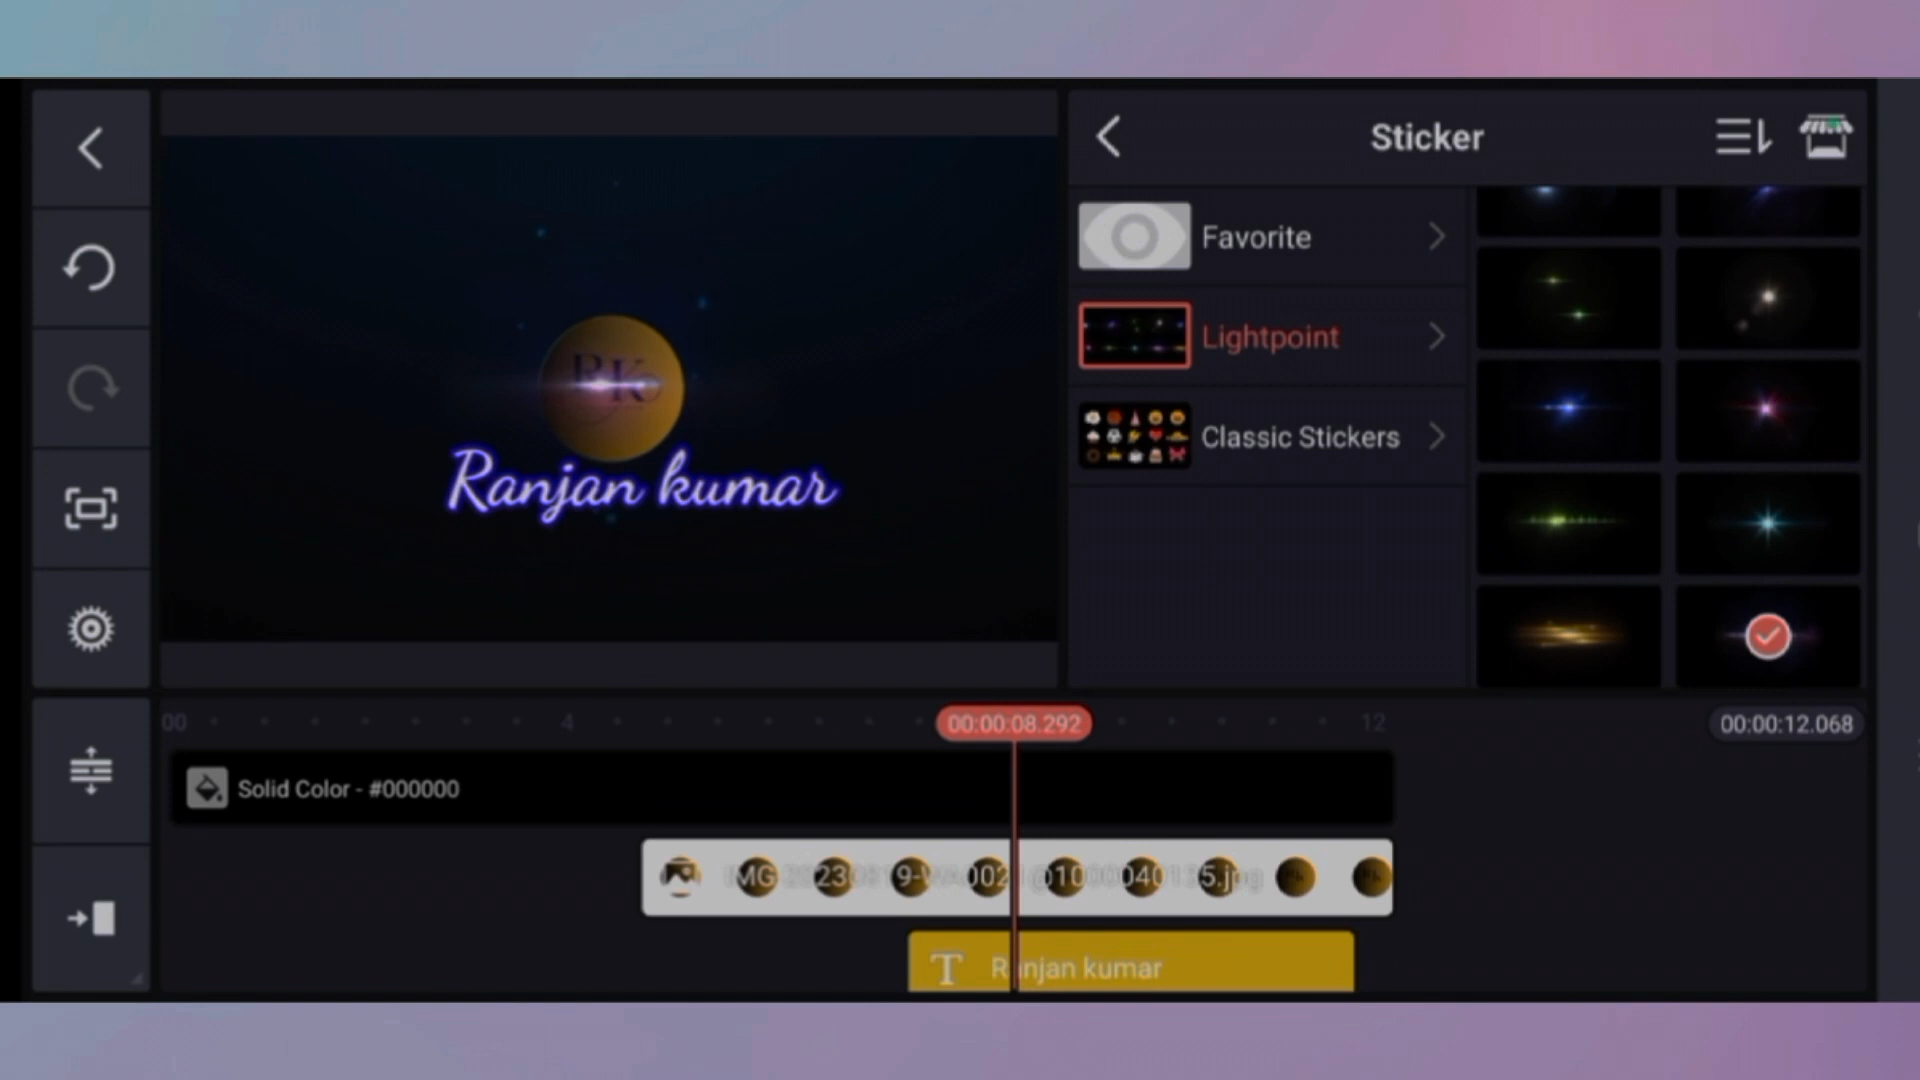 Sticker
Favorite
Lightpoint
Classic Stickers
RK
Ranjan kumar
00
4
00:00:08.292
12
00:00:12.068
Solid Color - #000000
T Ranjan kumar